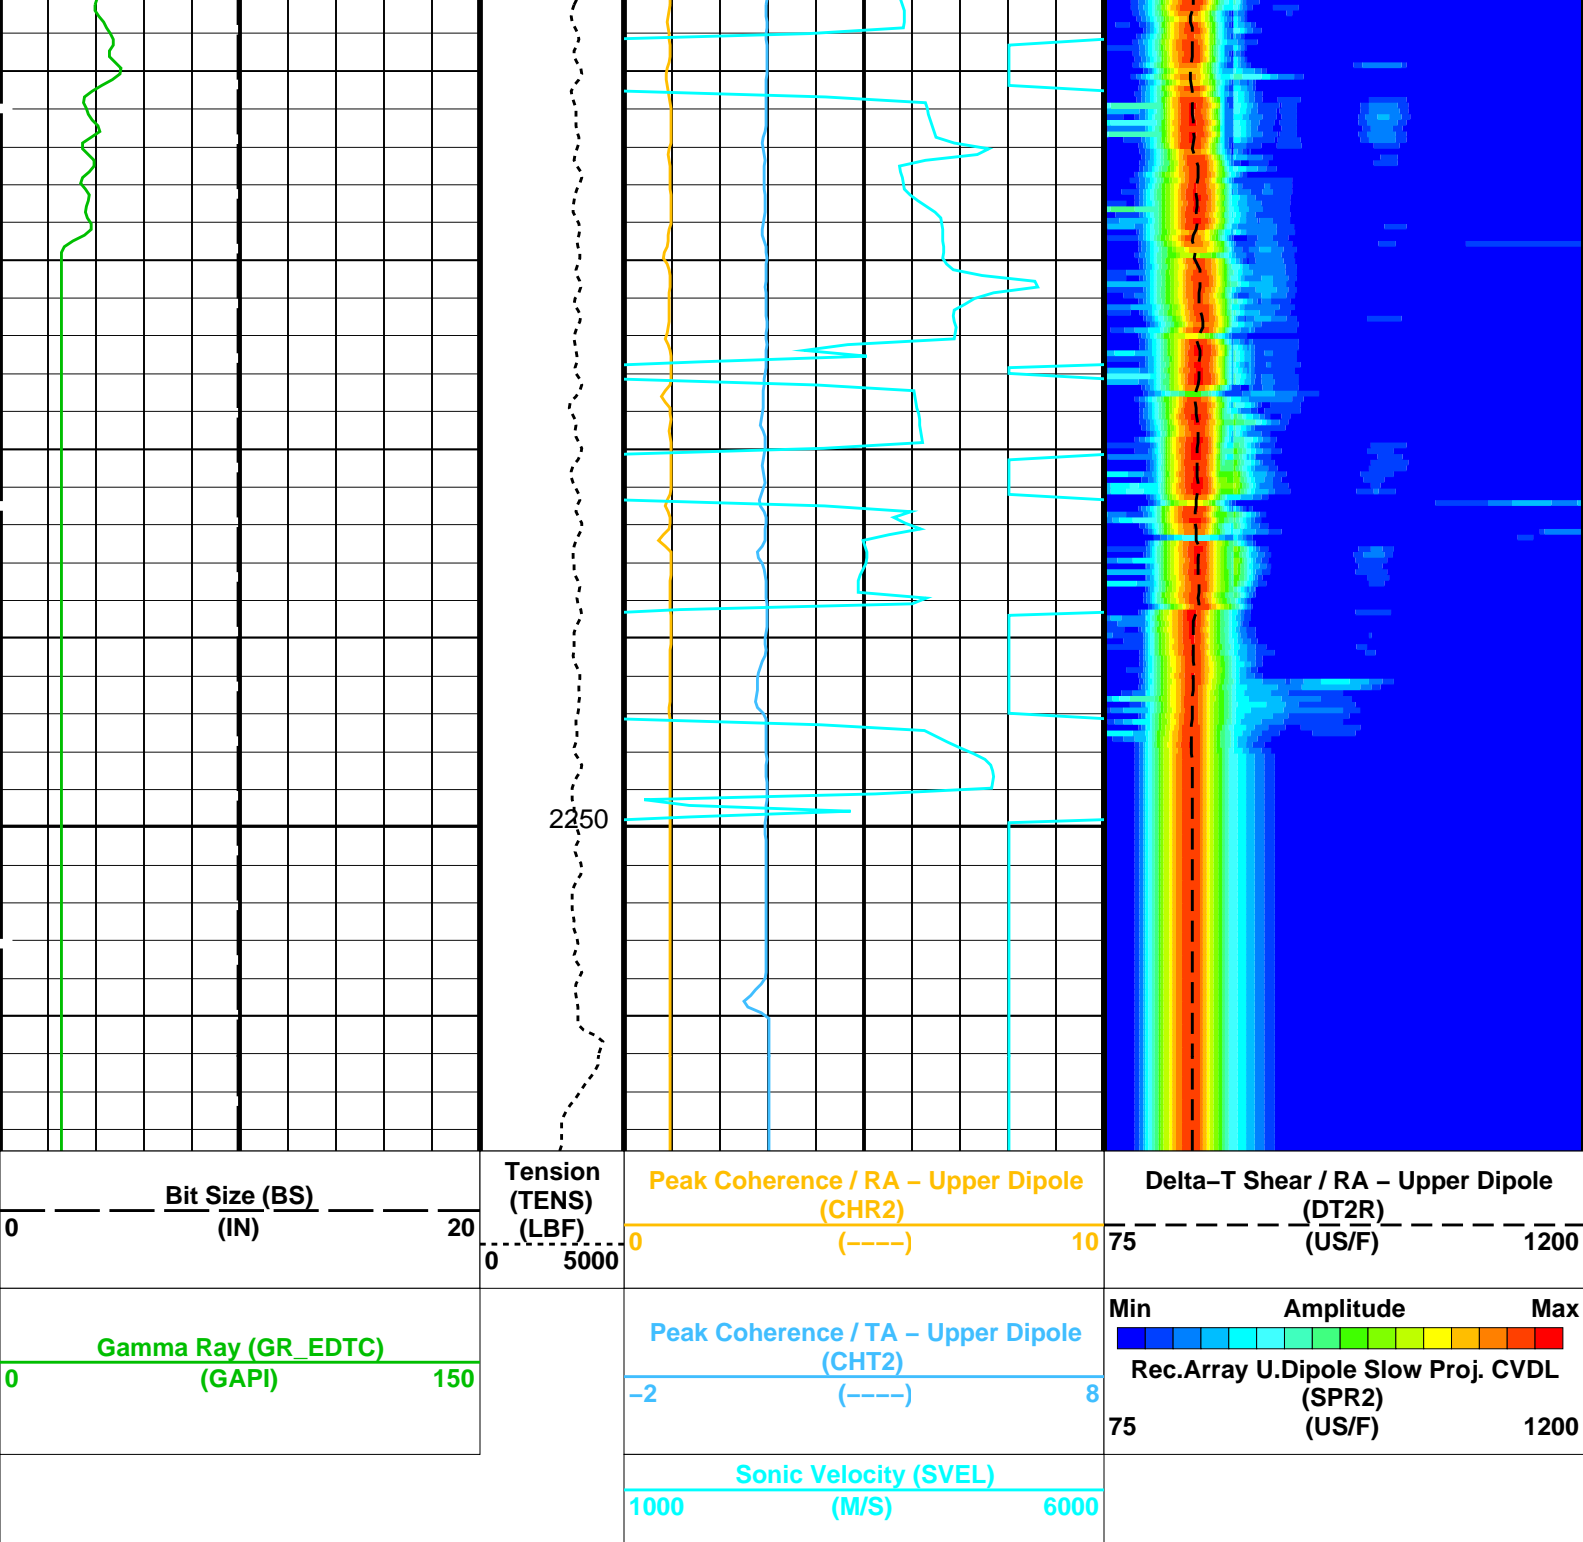 2250
Bit Size (BS)
(IN)
0 20
Tension
(TENS)
(LBF)
0 5000
Peak Coherence / RA – Upper Dipole
(CHR2)
0 (––––) 10
Delta–T Shear / RA – Upper Dipole
(DT2R)
75 (US/F) 1200
Gamma Ray (GR_EDTC)
0 (GAPI) 150
Peak Coherence / TA – Upper Dipole
(CHT2)
–2 (––––) 8
Min Amplitude Max
Rec.Array U.Dipole Slow Proj. CVDL
(SPR2)
75 (US/F) 1200
Sonic Velocity (SVEL)
1000 (M/S) 6000